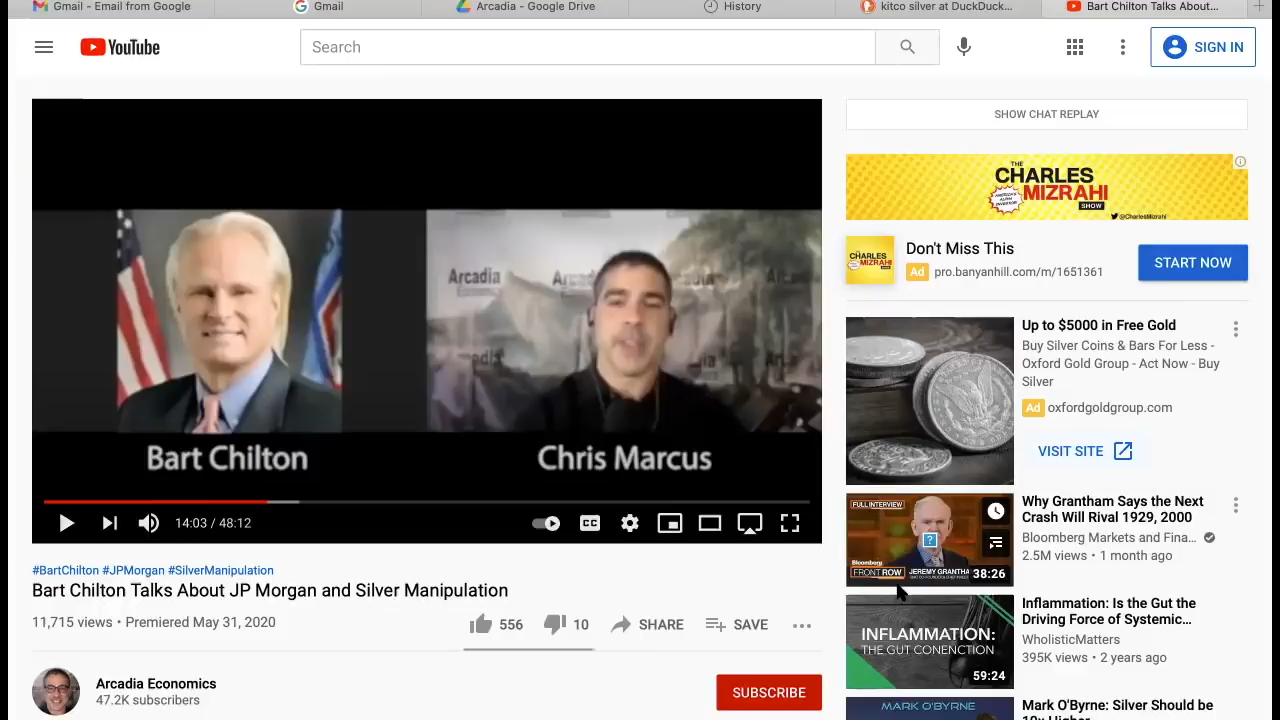 Gmail - Email from Google
Gmail
Arcadia - Google Drive
History
kitco silver at DuckDuck...
Bart Chilton Talks About...
YouTube
Search
SIGN IN
SHOW CHAT REPLAY
THE
CHARLES
MIZRAHI
SHOW
@CharlesMizrahi
Arcadia
Bart Chilton
Chris Marcus
14:03 / 48:12
CC
Don't Miss This
Ad pro.banyanhill.com/m/1651361
START NOW
CHARLES
MIZRAHI
Up to $5000 in Free Gold
Buy Silver Coins & Bars For Less -
Oxford Gold Group - Act Now - Buy
Silver
Ad oxfordgoldgroup.com
VISIT SITE
FULL INTERVIEW
Bloomberg
FRONT ROW
JEREMY GRANTHA
38:26
Why Grantham Says the Next
Crash Will Rival 1929, 2000
Bloomberg Markets and Fina...
2.5M views • 1 month ago
#BartChilton #JPMorgan #SilverManipulation
Bart Chilton Talks About JP Morgan and Silver Manipulation
11,715 views • Premiered May 31, 2020
556
10
SHARE
SAVE
INFLAMMATION:
THE GUT CONENCTION
59:24
Inflammation: Is the Gut the
Driving Force of Systemic...
WholisticMatters
395K views • 2 years ago
Arcadia Economics
47.2K subscribers
SUBSCRIBE
MARK O'BYRNE
Mark O'Byrne: Silver Should be